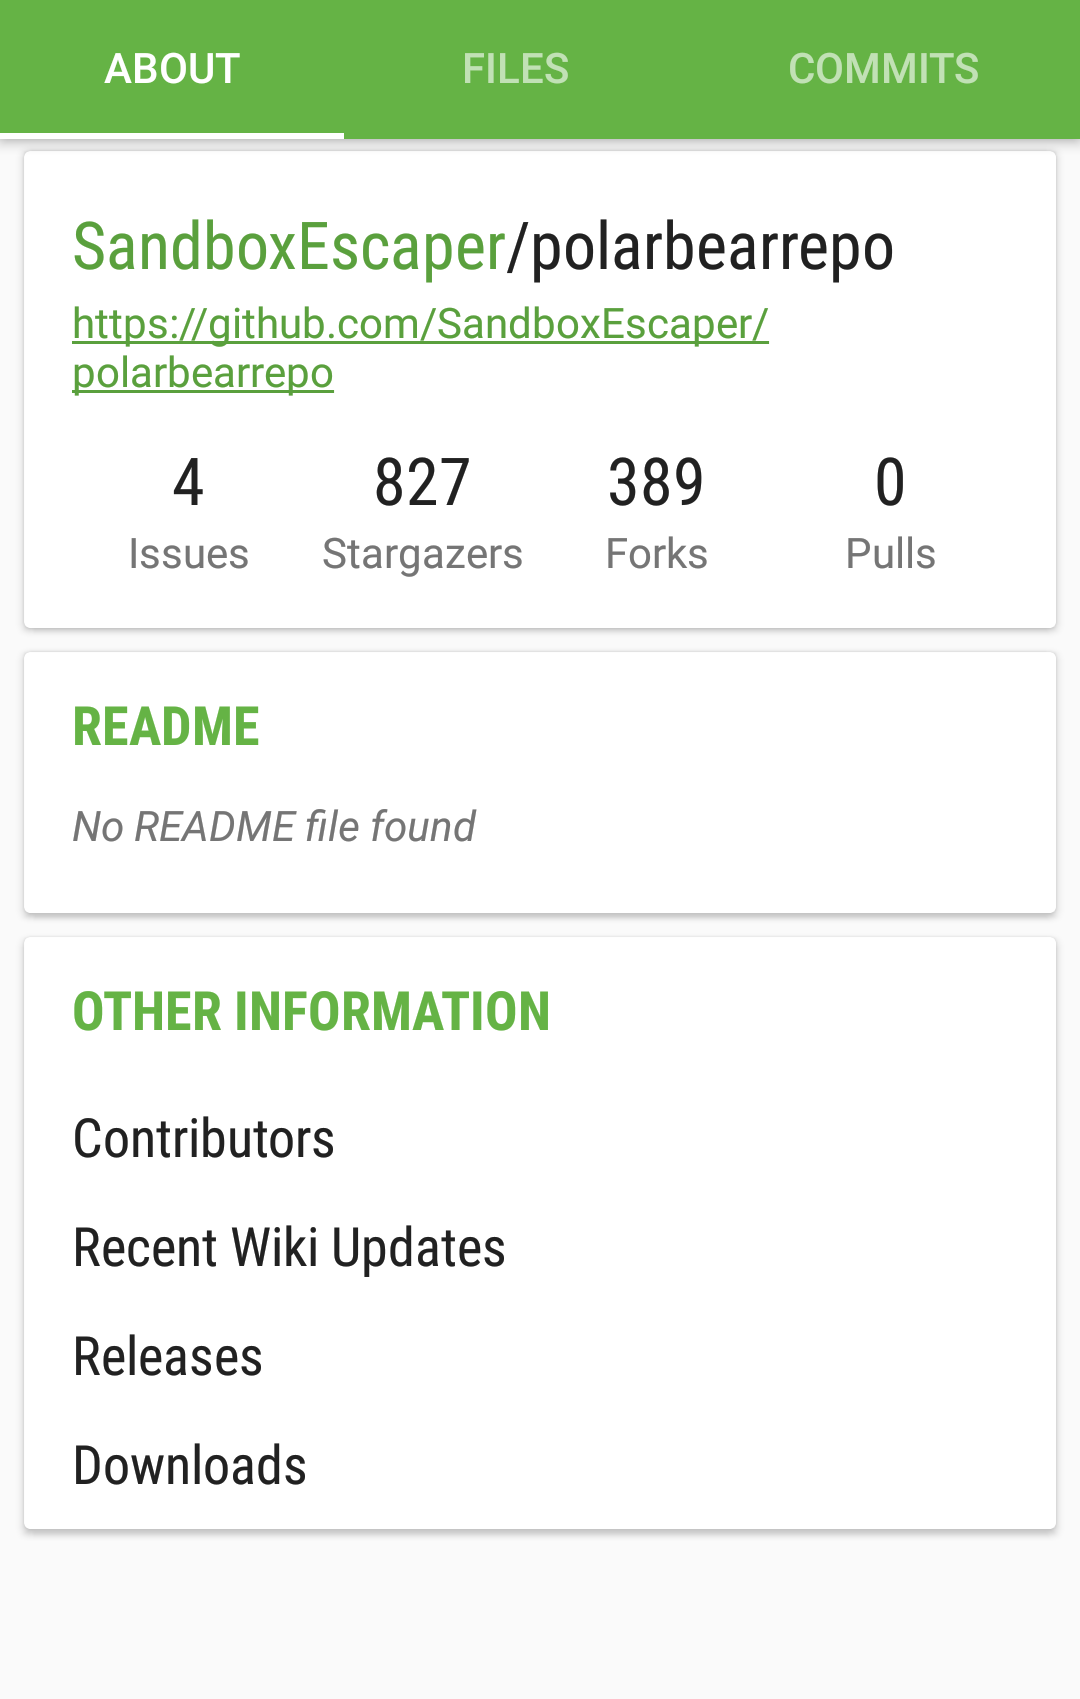 ABOUT FILES COMMITS
SandboxEscaper/polarbearrepo
https://github.com/SandboxEscaper/
polarbearrepo
4 827 389 0
Issues Stargazers Forks Pulls
README
No README file found
OTHER INFORMATION
Contributors
Recent Wiki Updates
Releases
Downloads